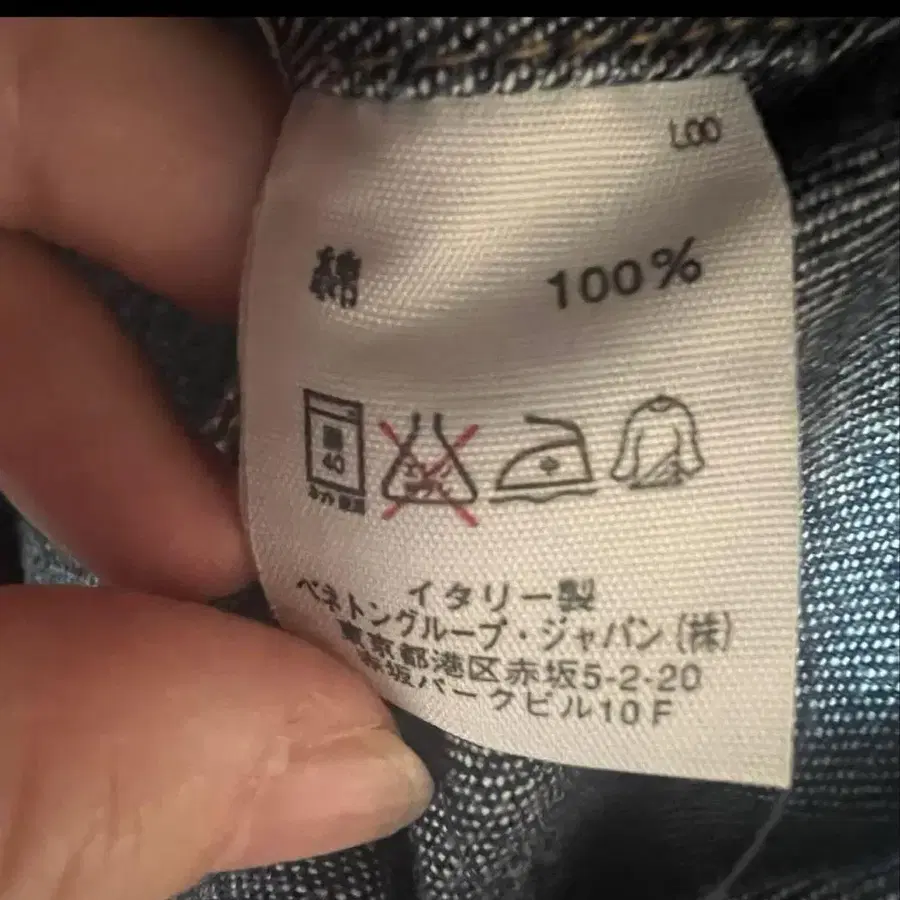 L00
綿 100%
40
中
イタリー製
ベネトングループ・ジャパン(株)
東京都港区赤坂5-2-20
赤坂パークビル10F